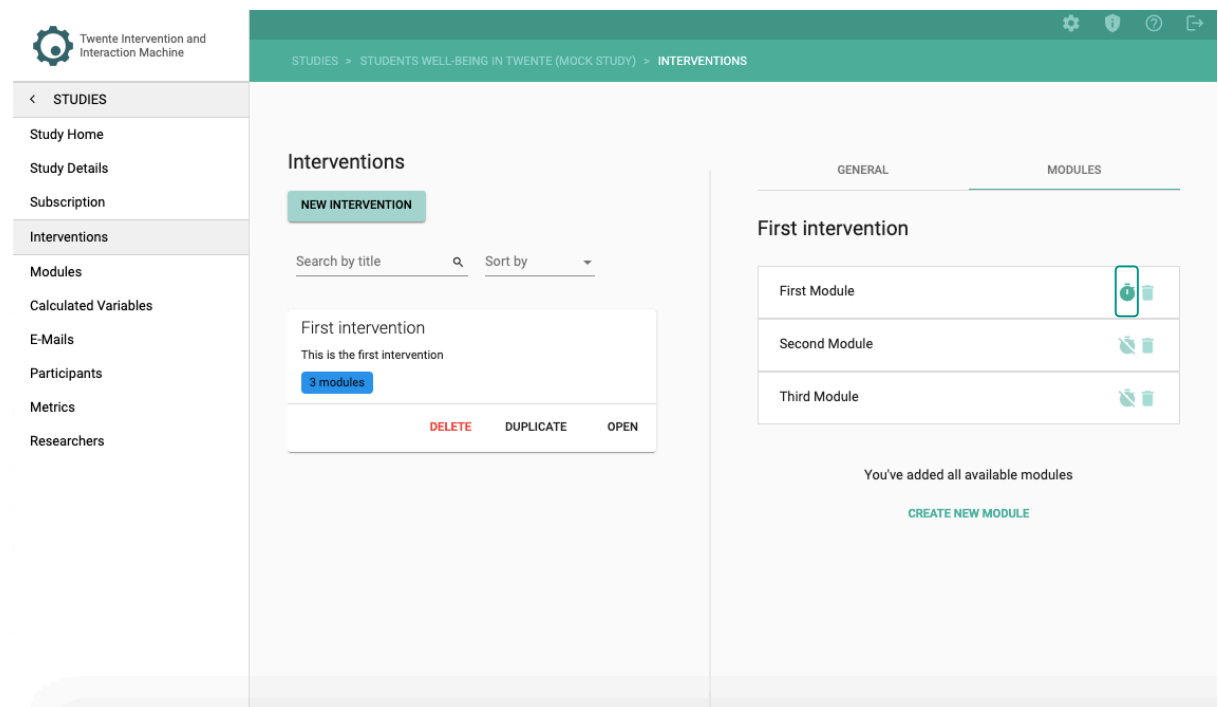 Twente Intervention and
Interaction Machine
STUDIES > STUDENTS WELL-BEING IN TWENTE (MOCK STUDY) > INTERVENTIONS
< STUDIES
Study Home
Study Details
Subscription
Interventions
Modules
Calculated Variables
E-Mails
Participants
Metrics
Researchers
Interventions
NEW INTERVENTION
Search by title
Sort by
First intervention
This is the first intervention
3 modules
DELETE DUPLICATE OPEN
GENERAL MODULES
First intervention
First Module
Second Module
Third Module
You've added all available modules
CREATE NEW MODULE